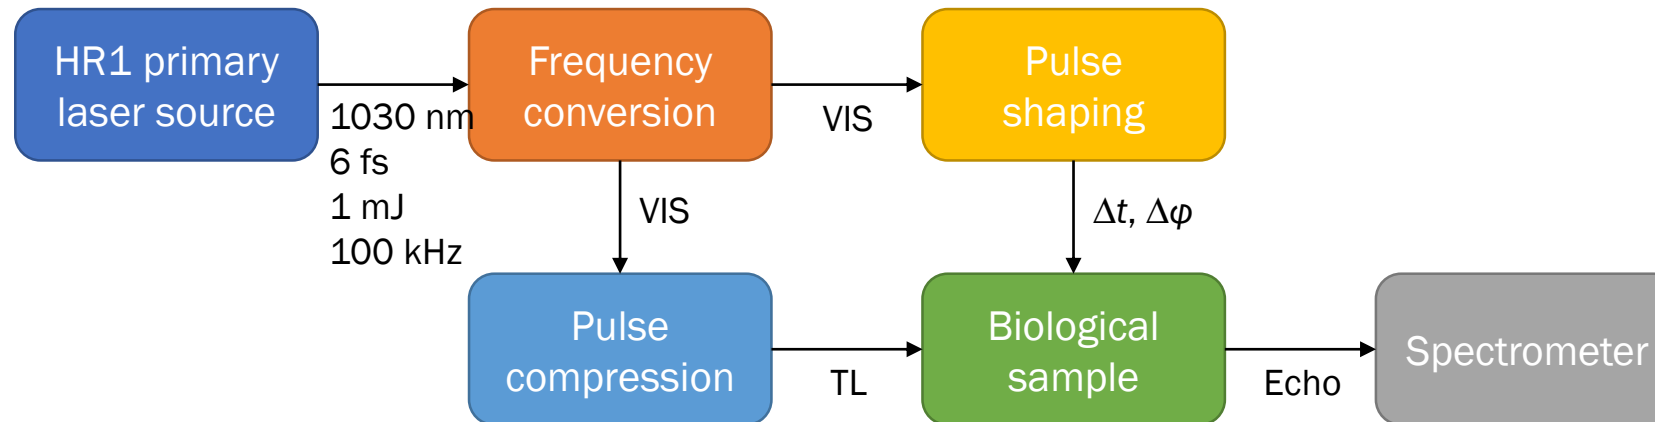 HR1 primary
laser source
1030 nm
6 fs
1 mJ
100 kHz
Frequency
conversion
VIS
Pulse
shaping
VIS
Δt, Δφ
Pulse
compression
TL
Biological
sample
Echo
Spectrometer